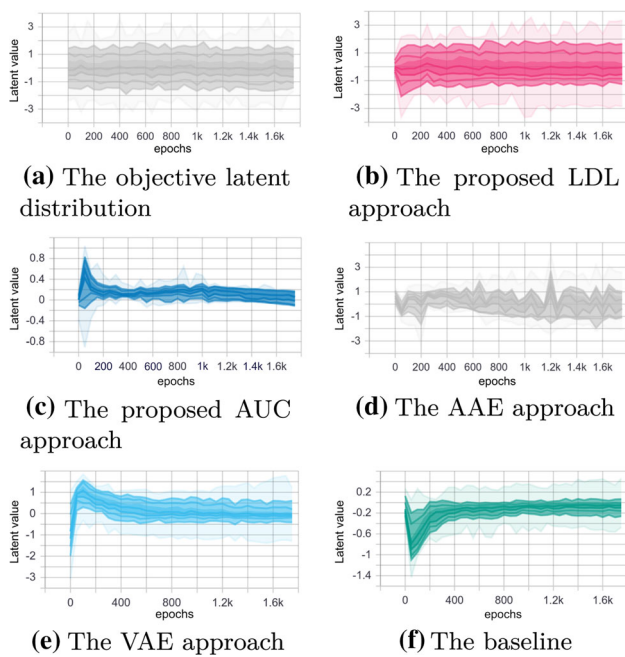 Latent value
3
1
-1
-3
0 200 400 600 800 1k 1.2k 1.4k 1.6k
epochs
(a) The objective latent
distribution
Latent value
3
1
-1
-3
0 200 400 600 800 1k 1.2k 1.4k 1.6k
epochs
(b) The proposed LDL
approach
Latent value
0.8
0.4
0
-0.4
-0.8
0 200 400 600 800 1k 1.2k 1.4k 1.6k
epochs
(c) The proposed AUC
approach
Latent value
3
1
-1
-3
0 200 400 600 800 1k 1.2k 1.6k
epochs
(d) The AAE approach
Latent value
1
0
-1
-2
-3
0 400 800 1.2k 1.6k
epochs
(e) The VAE approach
Latent value
0.2
-0.2
-0.6
-1
-1.4
0 400 800 1.2k 1.6k
epochs
(f) The baseline